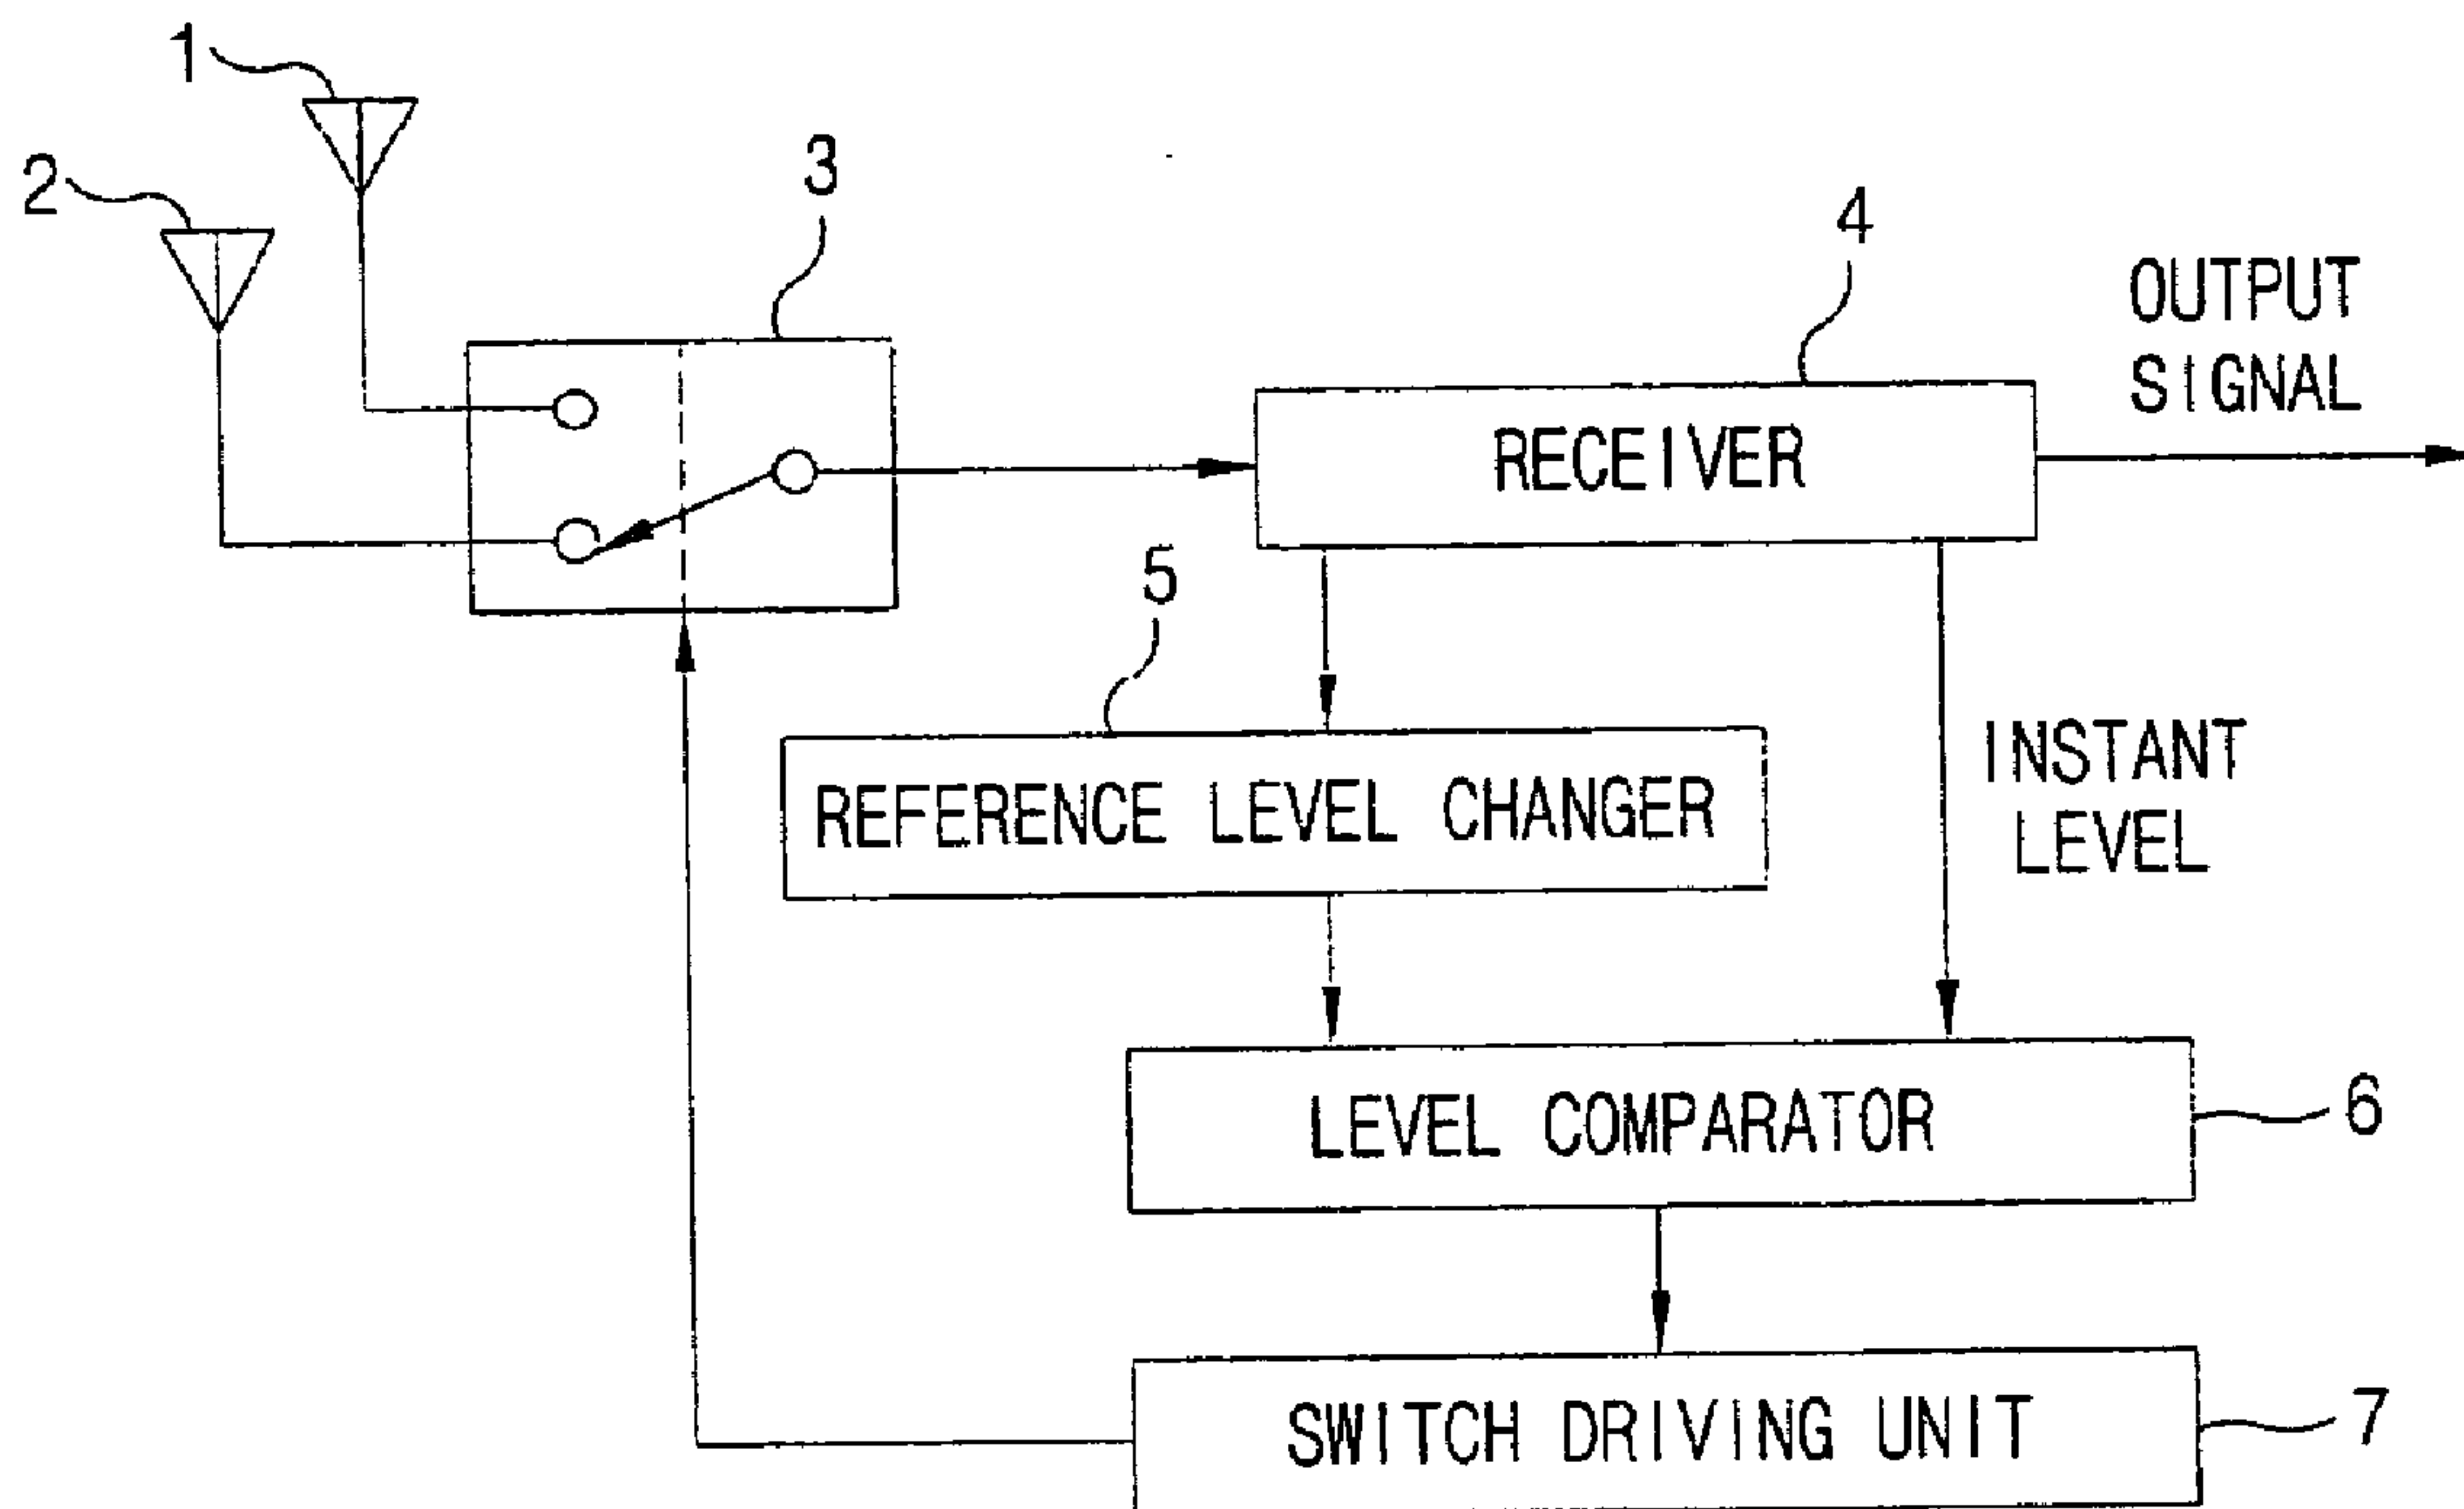 1
2
3
4
OUTPUT
SIGNAL
RECEIVER
5
INSTANT
LEVEL
REFERENCE LEVEL CHANGER
LEVEL COMPARATOR
6
SWITCH DRIVING UNIT
7